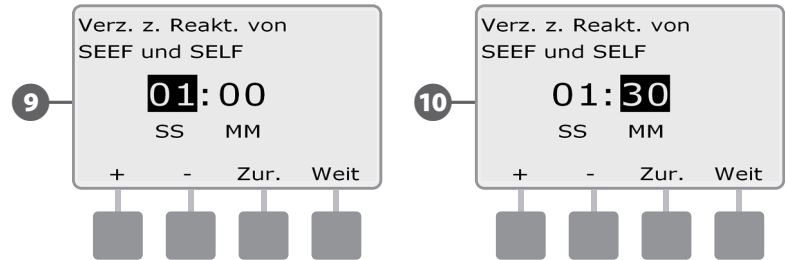 9
Verz. z. Reakt. von
SEEF und SELF
01:00
SS MM
+ - Zur. Weit
10
Verz. z. Reakt. von
SEEF und SELF
01:30
SS MM
+ - Zur. Weit